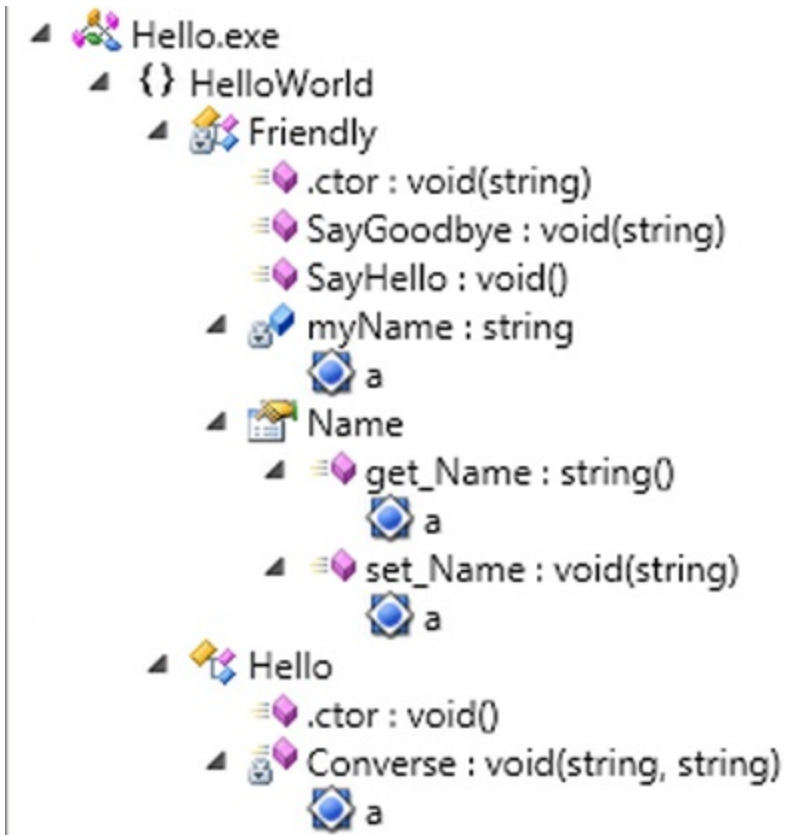 Hello.exe
{} HelloWorld
Friendly
.ctor : void(string)
SayGoodbye : void(string)
SayHello : void()
myName : string
a
Name
get_Name : string()
a
set_Name : void(string)
a
Hello
.ctor : void()
Converse : void(string, string)
a